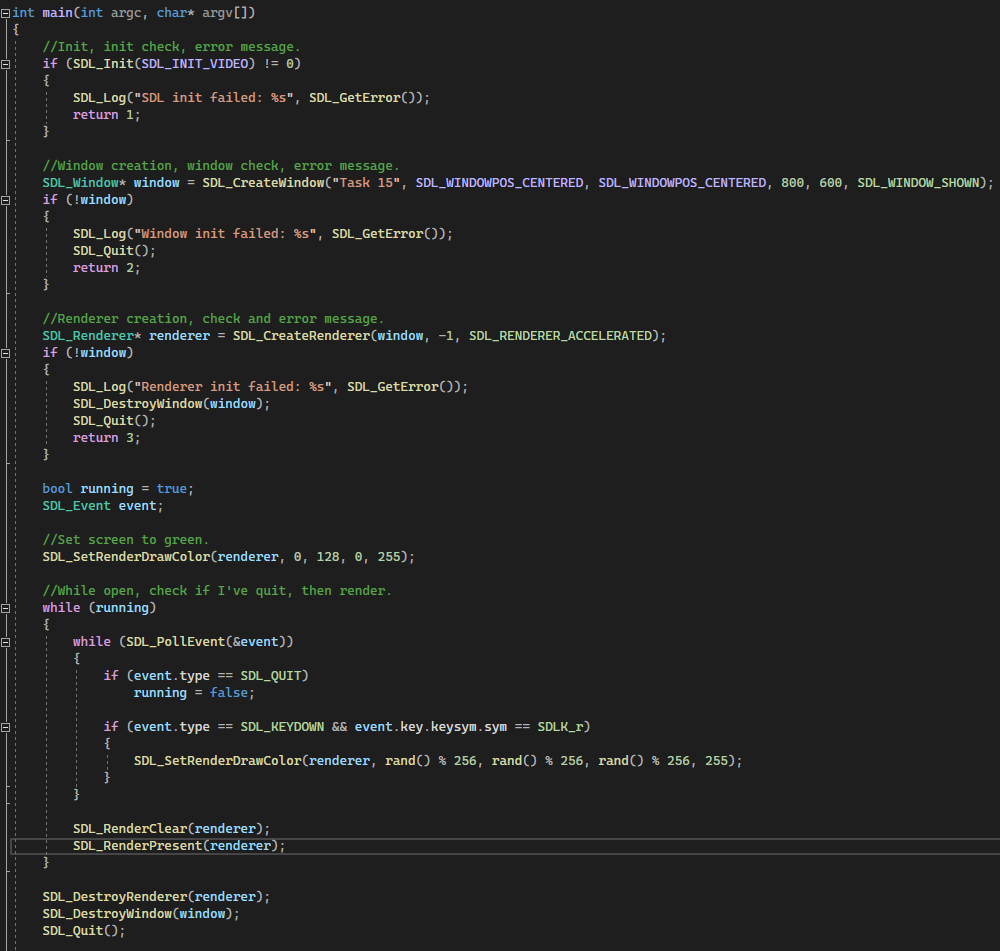 int main(int argc, char* argv[])
{
    //Init, init check, error message.
    if (SDL_Init(SDL_INIT_VIDEO) != 0)
    {
        SDL_Log("SDL init failed: %s", SDL_GetError());
        return 1;
    }

    //Window creation, window check, error message.
    SDL_Window* window = SDL_CreateWindow("Task 15", SDL_WINDOWPOS_CENTERED, SDL_WINDOWPOS_CENTERED, 800, 600, SDL_WINDOW_SHOWN);
    if (!window)
    {
        SDL_Log("Window init failed: %s", SDL_GetError());
        SDL_Quit();
        return 2;
    }

    //Renderer creation, check and error message.
    SDL_Renderer* renderer = SDL_CreateRenderer(window, -1, SDL_RENDERER_ACCELERATED);
    if (!window)
    {
        SDL_Log("Renderer init failed: %s", SDL_GetError());
        SDL_DestroyWindow(window);
        SDL_Quit();
        return 3;
    }

    bool running = true;
    SDL_Event event;

    //Set screen to green.
    SDL_SetRenderDrawColor(renderer, 0, 128, 0, 255);

    //While open, check if I've quit, then render.
    while (running)
    {
        while (SDL_PollEvent(&event))
        {
            if (event.type == SDL_QUIT)
                running = false;

            if (event.type == SDL_KEYDOWN && event.key.keysym.sym == SDLK_r)
            {
                SDL_SetRenderDrawColor(renderer, rand() % 256, rand() % 256, rand() % 256, 255);
            }
        }

        SDL_RenderClear(renderer);
        SDL_RenderPresent(renderer);
    }

    SDL_DestroyRenderer(renderer);
    SDL_DestroyWindow(window);
    SDL_Quit();